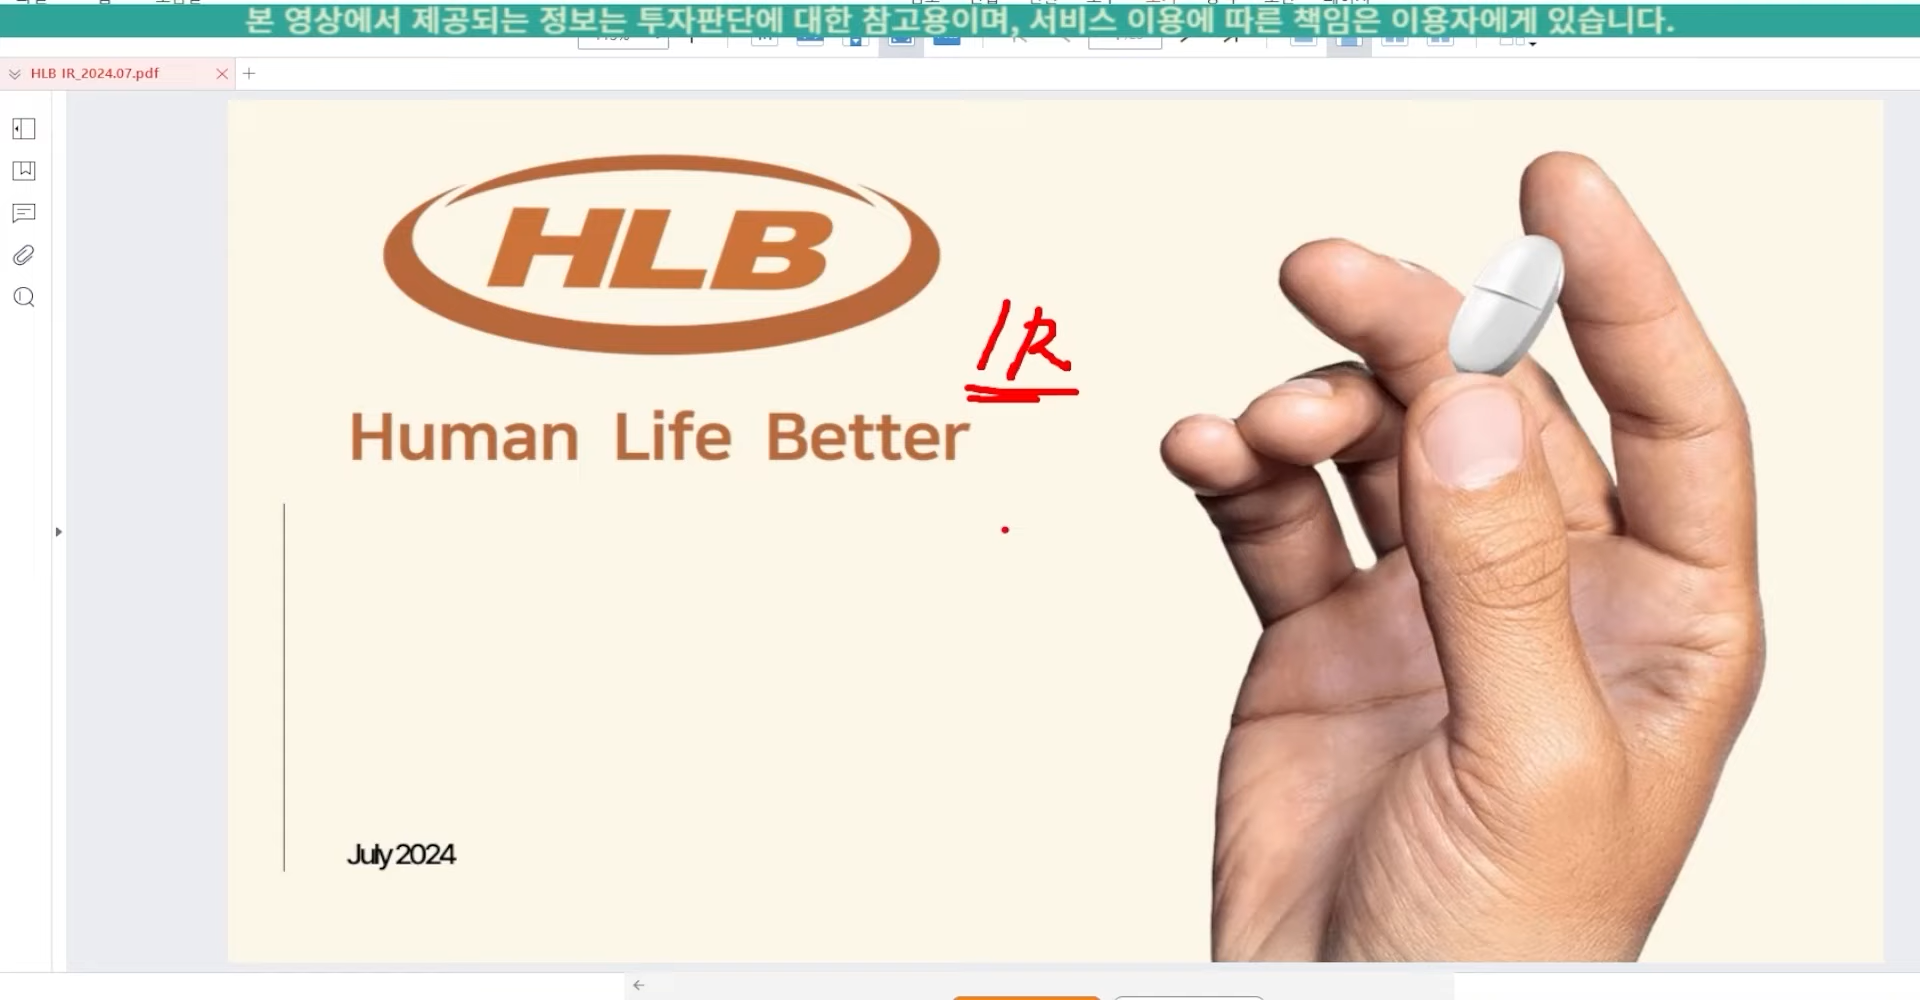 본 영상에서 제공되는 정보는 투자판단에 대한 참고용이며, 서비스 이용에 따른 책임은 이용자에게 있습니다.
HLB IR_2024.07.pdf
HLB
IR
Human Life Better
July 2024